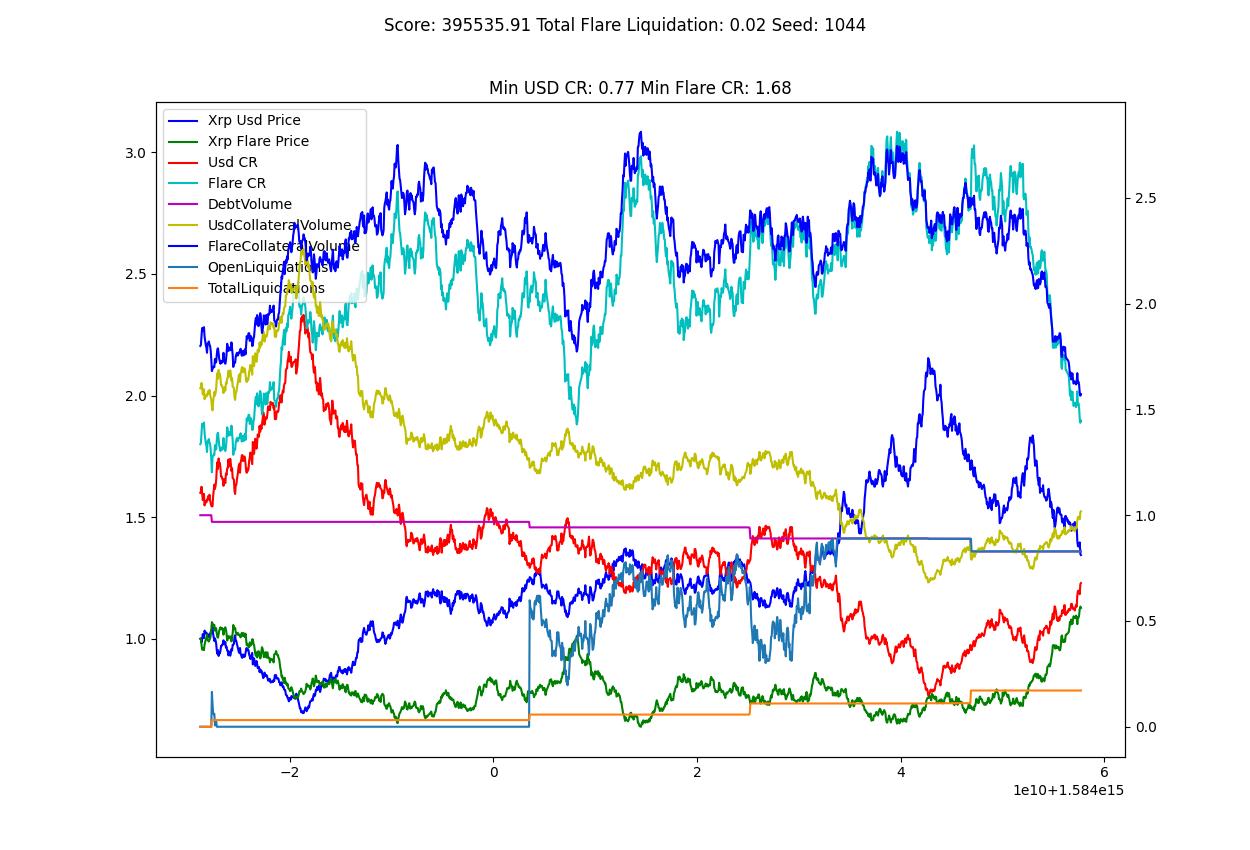 Score: 395535.91 Total Flare Liquidation: 0.02 Seed: 1044
Min USD CR: 0.77 Min Flare CR: 1.68
Xrp Usd Price
Xrp Flare Price
Usd CR
Flare CR
DebtVolume
UsdCollateralVolume
FlareCollateralVolume
OpenLiquidations
TotalLiquidations
3.0
2.5
2.0
1.5
1.0
2.5
2.0
1.5
1.0
0.5
0.0
−2 0 2 4 6
1e10+1.584e15